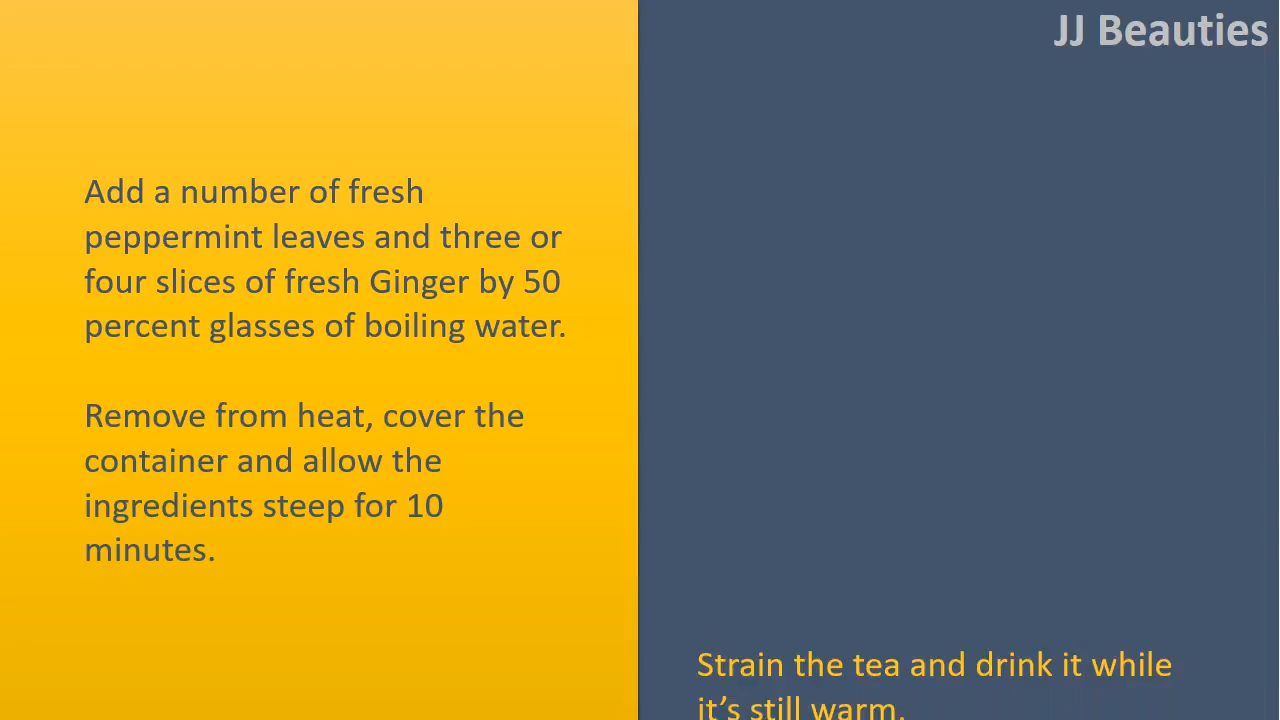 JJ Beauties
Add a number of fresh
peppermint leaves and three or
four slices of fresh Ginger by 50
percent glasses of boiling water.
Remove from heat, cover the
container and allow the
ingredients steep for 10
minutes.
Strain the tea and drink it while
it’s still warm.